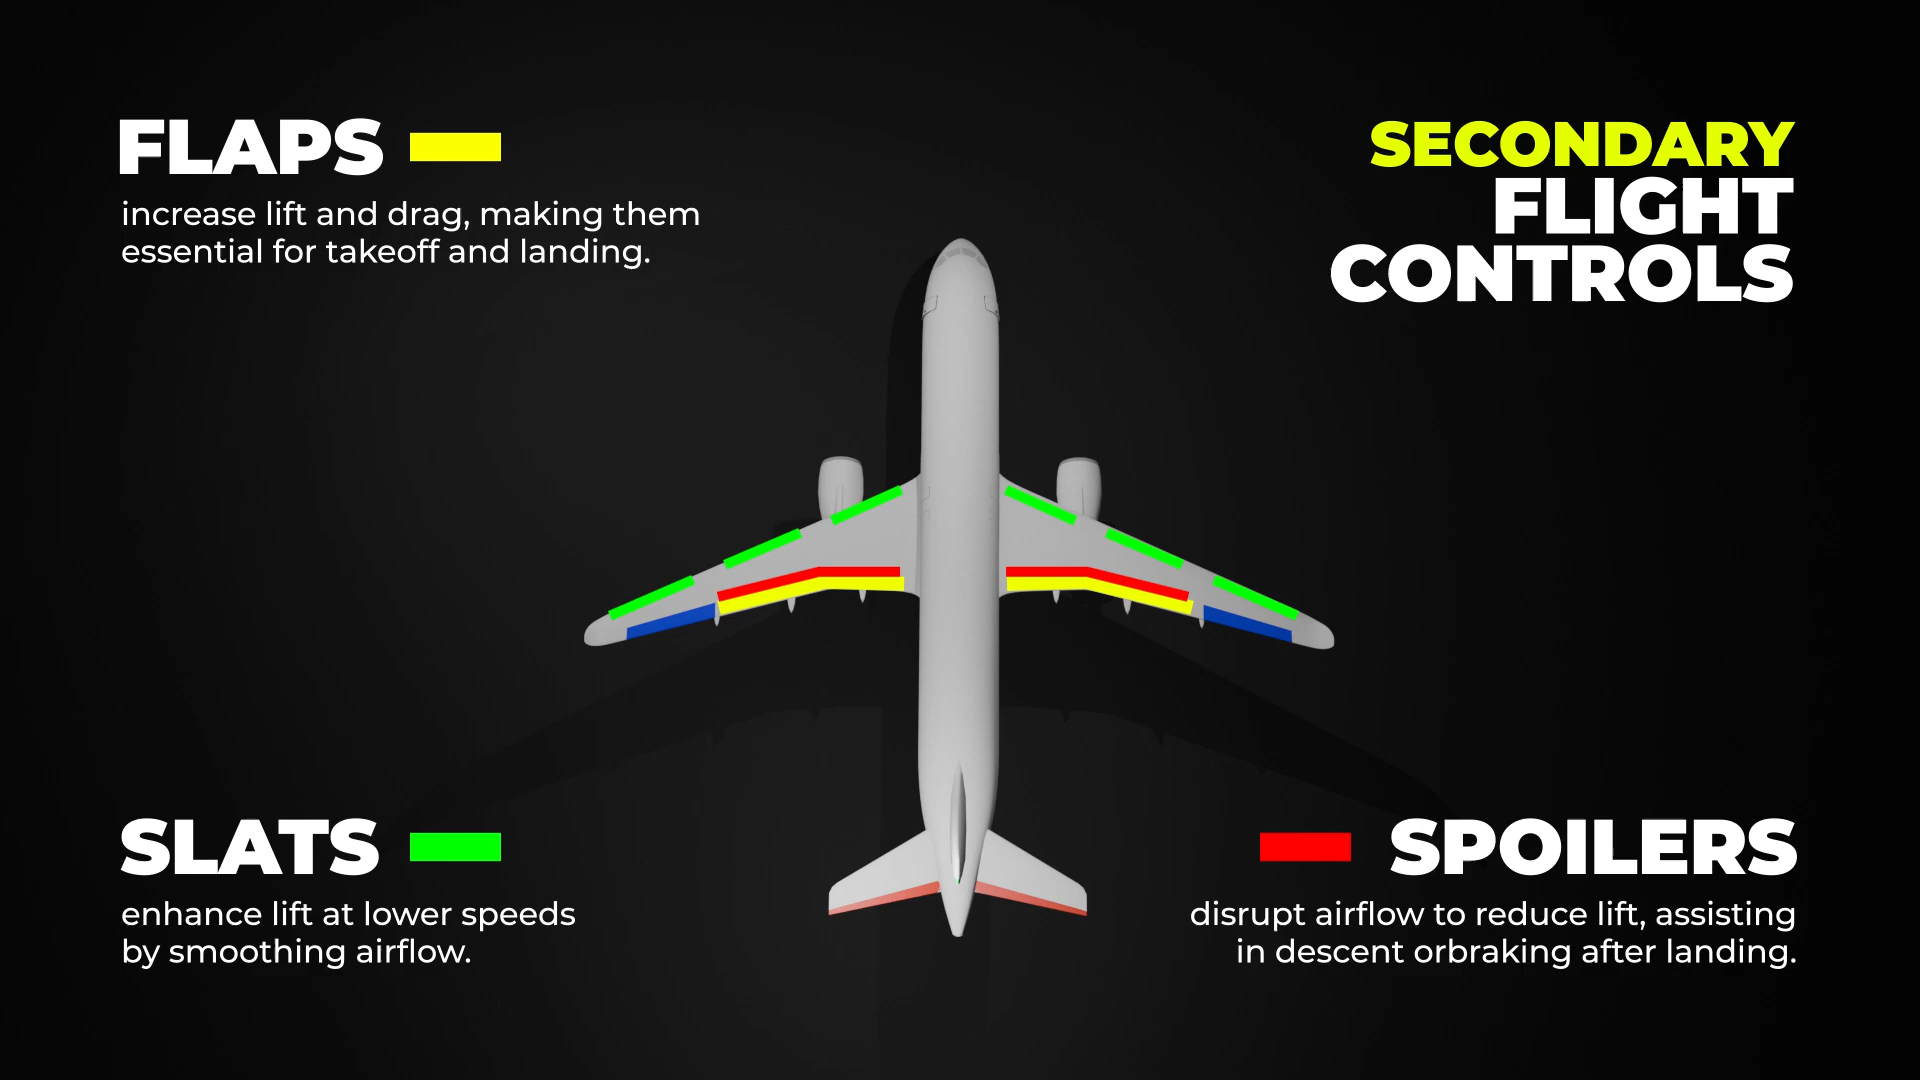 FLAPS
increase lift and drag, making them
essential for takeoff and landing.
SECONDARY
FLIGHT
CONTROLS
SLATS
enhance lift at lower speeds
by smoothing airflow.
SPOILERS
disrupt airflow to reduce lift, assisting
in descent orbraking after landing.